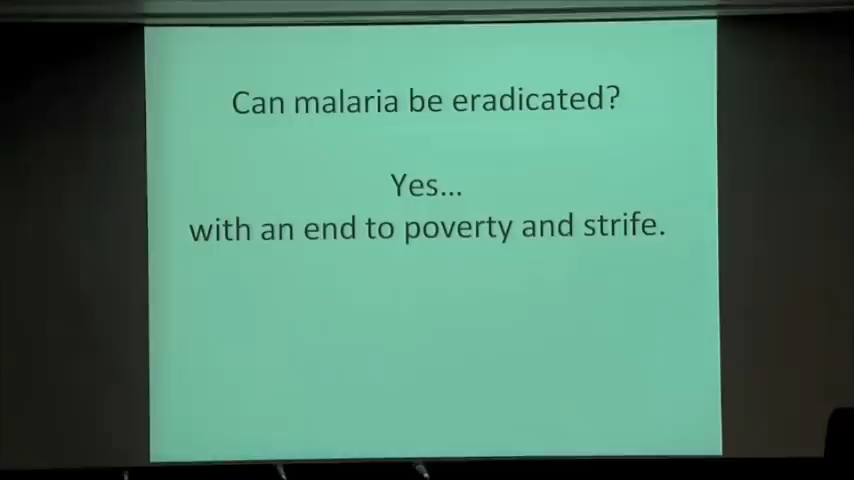 Can malaria be eradicated?
Yes...
with an end to poverty and strife.